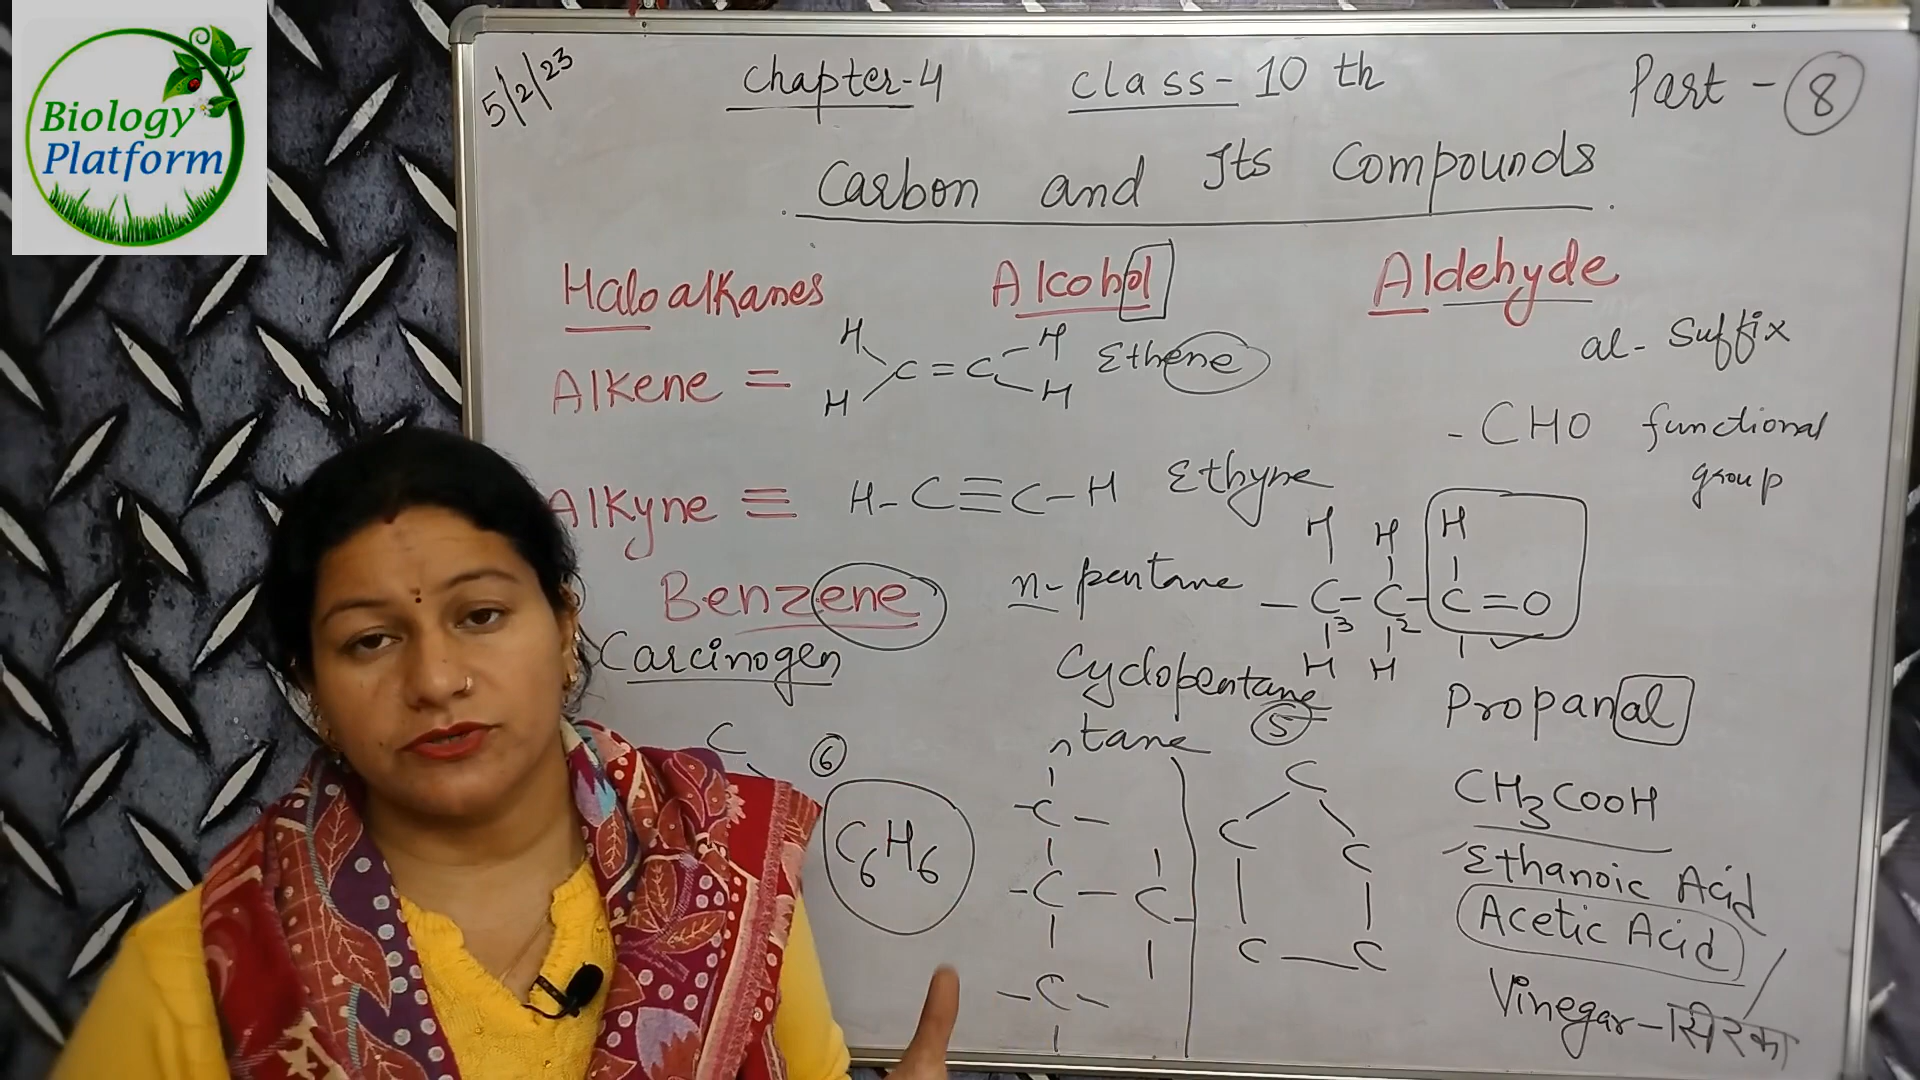 Biology
Platform
5/2/23
Chapter-4 Class-10 th Part - 8
Carbon and Its Compounds
Haloalkanes Alcohol Aldehyde
al- Suffix
Alkene = H H C=C H H Ethene
-CHO functional
group
Alkyne ≡ H-C≡C-H Ethyne
H H H
Benzene n-pentane -C-C-C=O
3 2
H H
Carcinogen Cyclopentane
Propanal
C 6 ntane 5
C6H6
C
C
C C
C
C
C C
C
CH3COOH
Ethanoic Acid
Acetic Acid
Vinegar-सिरका